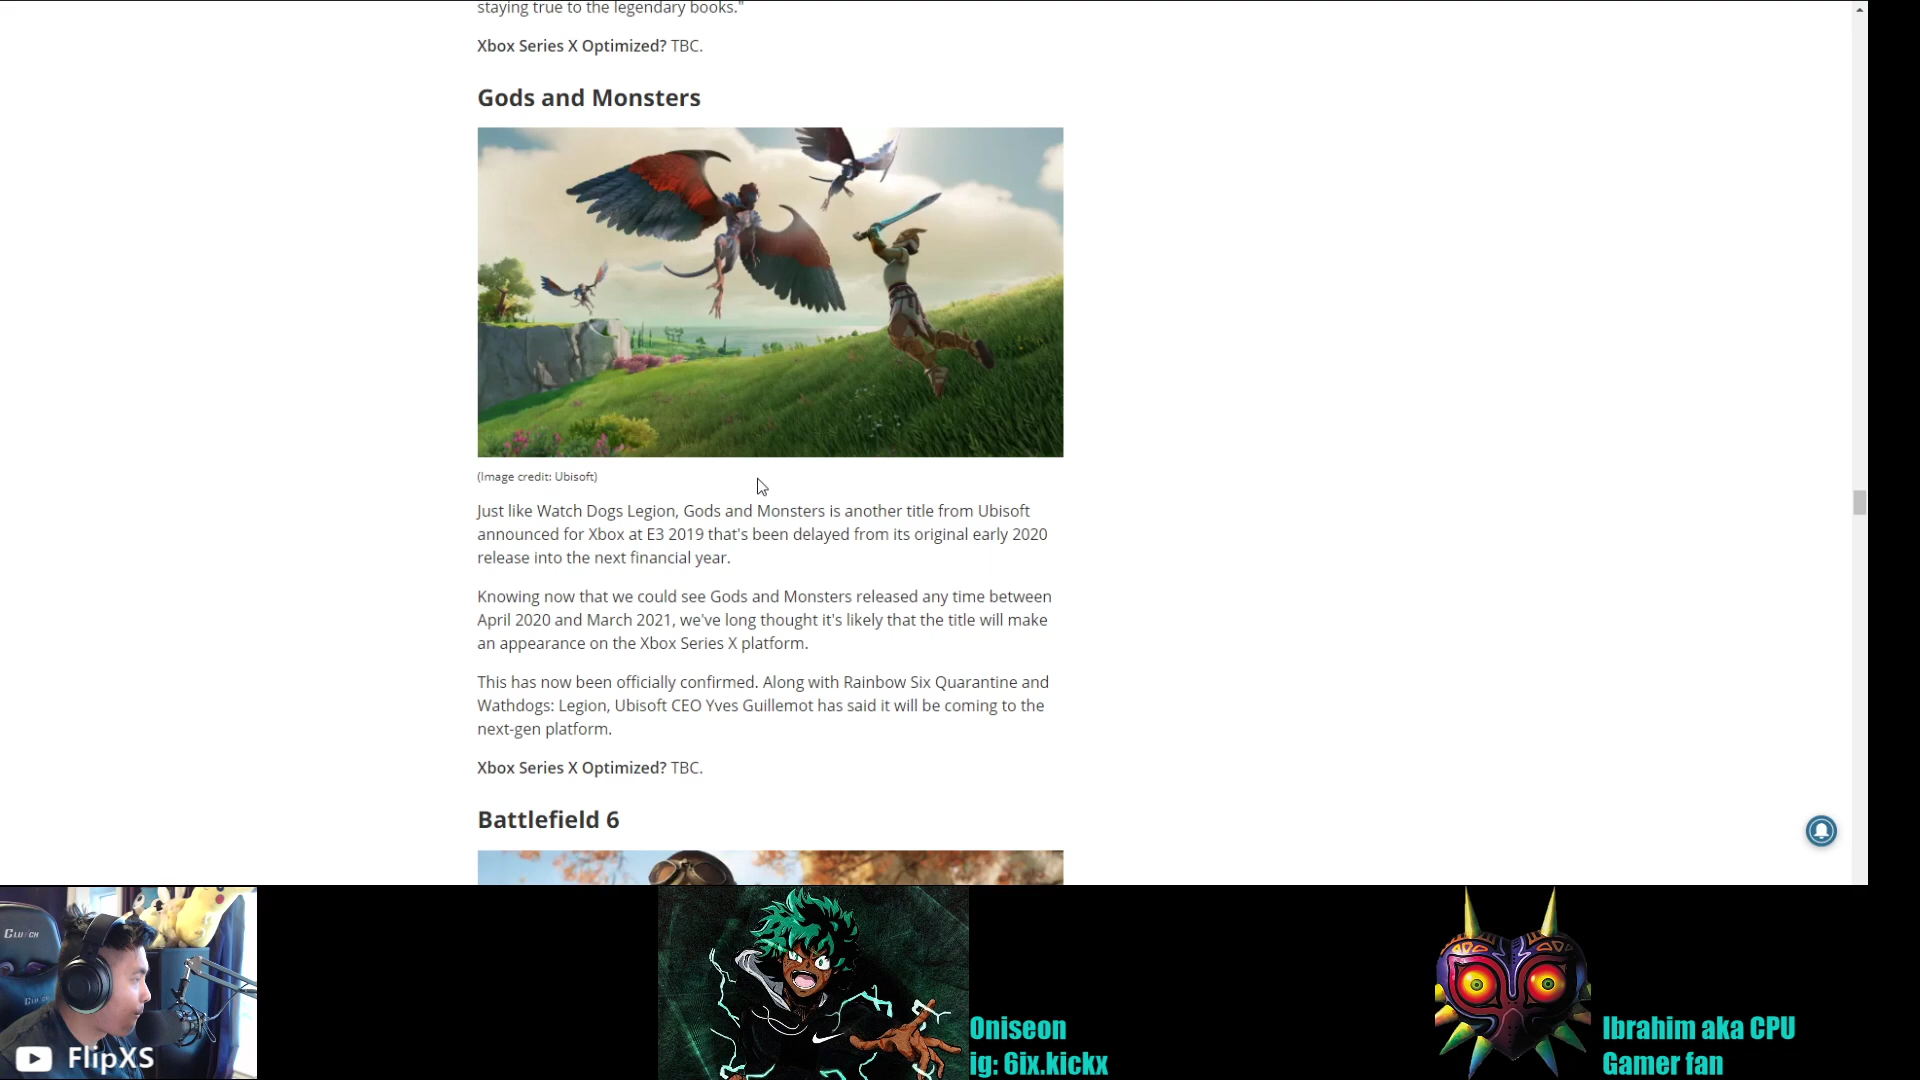 staying true to the legendary books."
Xbox Series X Optimized? TBC.
Gods and Monsters
(Image credit: Ubisoft)
Just like Watch Dogs Legion, Gods and Monsters is another title from Ubisoft
announced for Xbox at E3 2019 that's been delayed from its original early 2020
release into the next financial year.
Knowing now that we could see Gods and Monsters released any time between
April 2020 and March 2021, we've long thought it's likely that the title will make
an appearance on the Xbox Series X platform.
This has now been officially confirmed. Along with Rainbow Six Quarantine and
Wathdogs: Legion, Ubisoft CEO Yves Guillemot has said it will be coming to the
next-gen platform.
Xbox Series X Optimized? TBC.
Battlefield 6
CLUTCH
FlipXS
Oniseon
ig: 6ix.kickx
Ibrahim aka CPU
Gamer fan